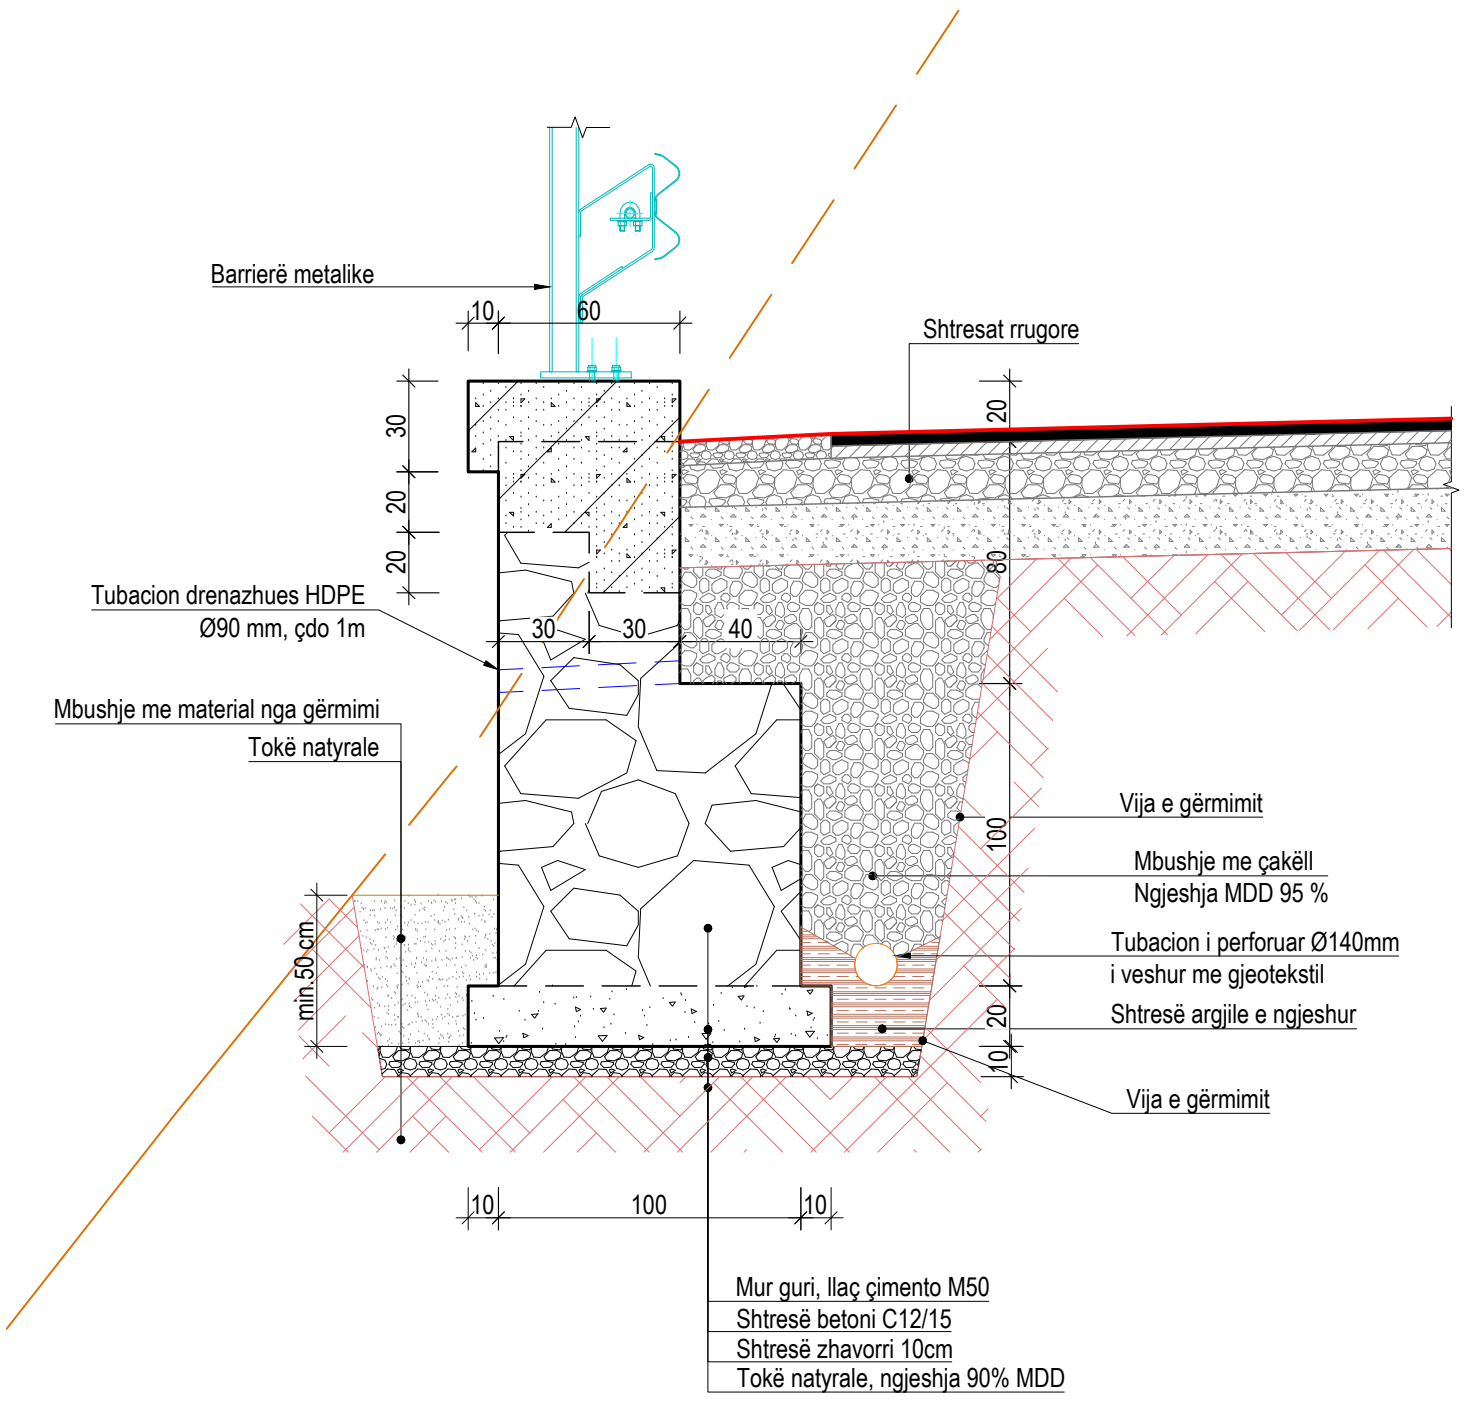 Barrierë metalike
10
60
Shtresat rrugore
30
20
20
20
80
Tubacion drenazhues HDPE
Ø90 mm, çdo 1m
30
30
40
Mbushje me material nga gërmimi
Tokë natyrale
Vija e gërmimit
100
Mbushje me çakëll
Ngjeshja MDD 95 %
min.50 cm
Tubacion i perforuar Ø140mm
i veshur me gjeotekstil
Shtresë argjile e ngjeshur
20
10
Vija e gërmimit
10
100
10
Mur guri, llaç çimento M50
Shtresë betoni C12/15
Shtresë zhavorri 10cm
Tokë natyrale, ngjeshja 90% MDD